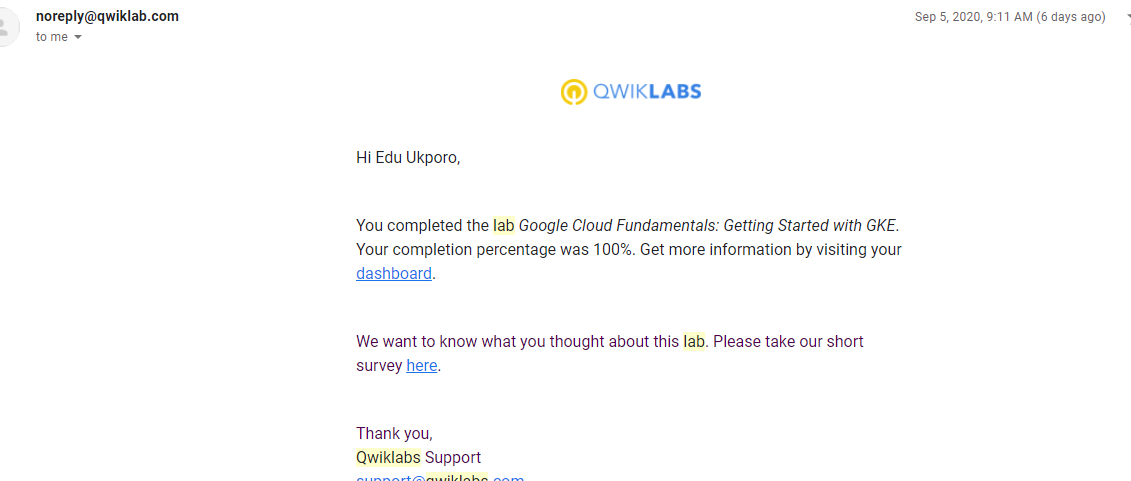 noreply@qwiklab.com
Sep 5, 2020, 9:11 AM (6 days ago)
to me
QWIKLABS
Hi Edu Ukporo,
You completed the lab Google Cloud Fundamentals: Getting Started with GKE.
Your completion percentage was 100%. Get more information by visiting your
dashboard.
We want to know what you thought about this lab. Please take our short
survey here.
Thank you,
Qwiklabs Support
support@qwiklabs.com